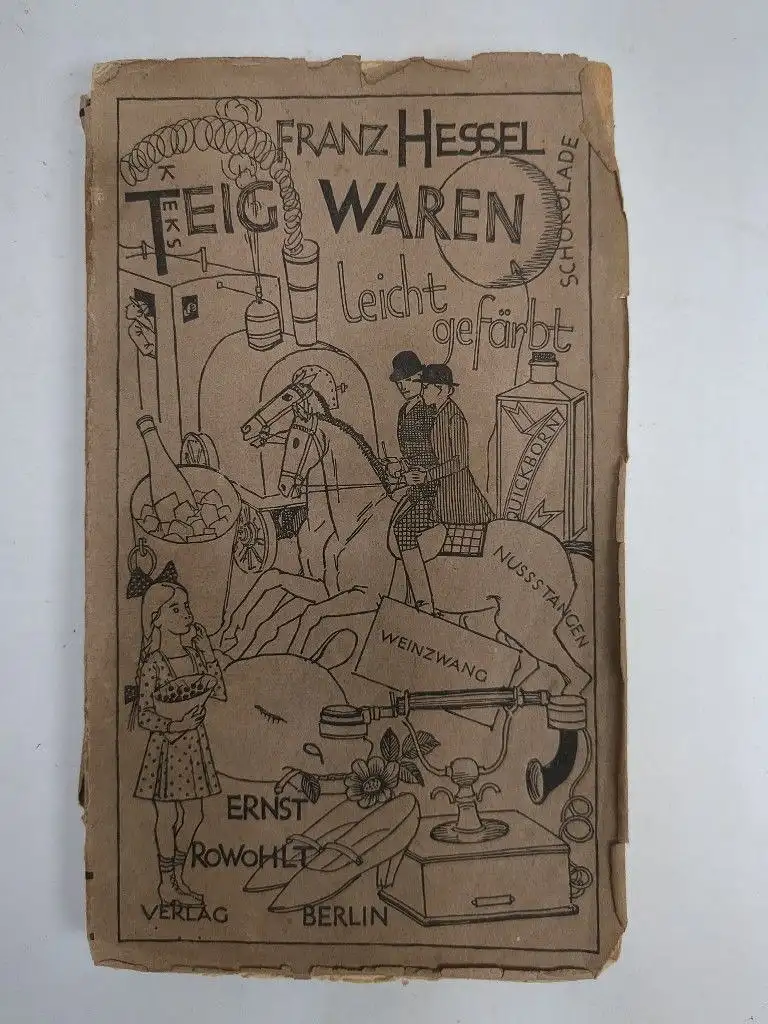 FRANZ HESSEL
KEKS
TEIG WAREN
SCHOKOLADE
leicht
gefärbt
QUICKBORN
NUSSSTANGEN
WEINZWANG
ERNST
ROWOHLT
VERLAG BERLIN